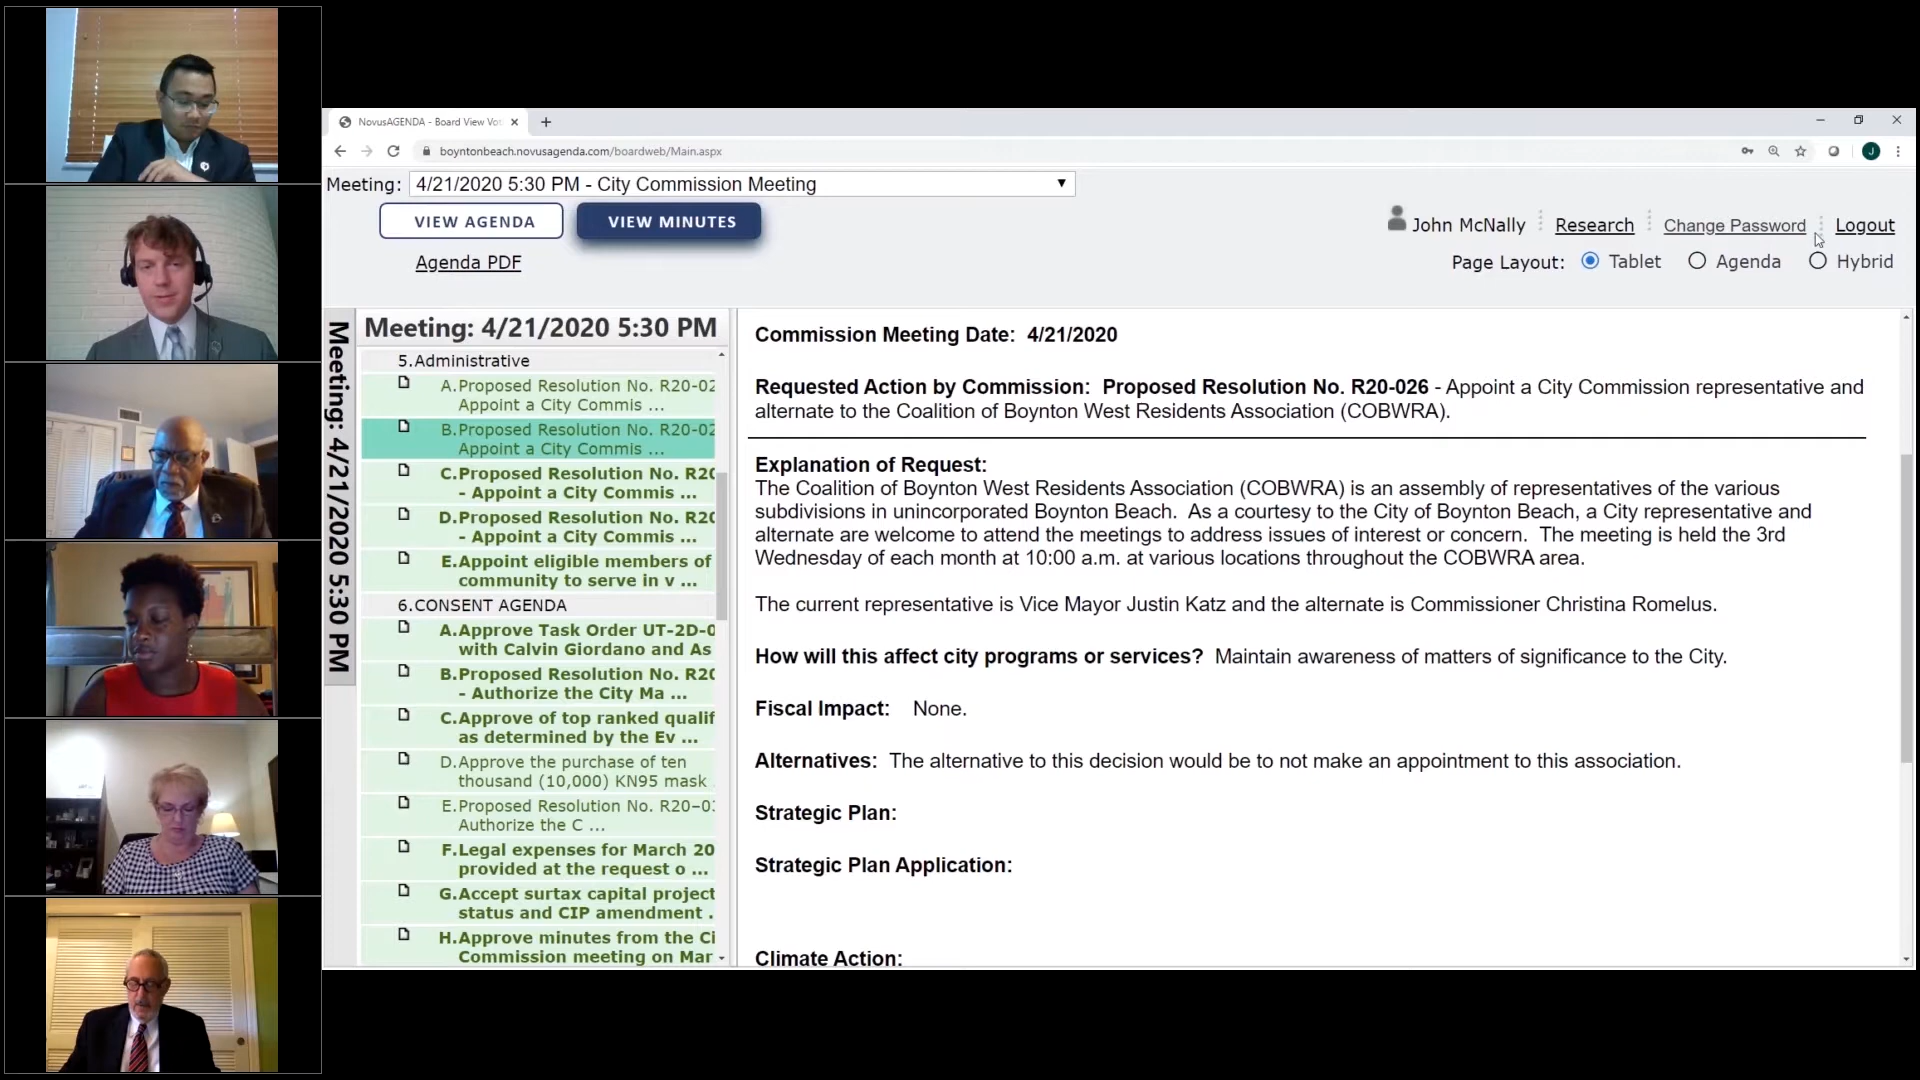 NovusAGENDA - Board View Vot
boyntonbeach.novusagenda.com/boardweb/Main.aspx
J
Meeting: 4/21/2020 5:30 PM - City Commission Meeting
VIEW AGENDA VIEW MINUTES
Agenda PDF
John McNally Research Change Password Logout
Page Layout: Tablet Agenda Hybrid
Meeting: 4/21/2020 5:30 PM
Meeting: 4/21/2020 5:30 PM
5.Administrative
A.Proposed Resolution No. R20-02
Appoint a City Commis ...
B.Proposed Resolution No. R20-02
Appoint a City Commis ...
C.Proposed Resolution No. R20
- Appoint a City Commis ...
D.Proposed Resolution No. R20
- Appoint a City Commis ...
E.Appoint eligible members of
community to serve in v ...
6.CONSENT AGENDA
A.Approve Task Order UT-2D-0
with Calvin Giordano and As
B.Proposed Resolution No. R20
- Authorize the City Ma ...
C.Approve of top ranked qualif
as determined by the Ev ...
D.Approve the purchase of ten
thousand (10,000) KN95 mask
E.Proposed Resolution No. R20-03
Authorize the C ...
F.Legal expenses for March 20
provided at the request o ...
G.Accept surtax capital project
status and CIP amendment .
H.Approve minutes from the Ci
Commission meeting on Mar
Commission Meeting Date: 4/21/2020
Requested Action by Commission: Proposed Resolution No. R20-026 - Appoint a City Commission representative and
alternate to the Coalition of Boynton West Residents Association (COBWRA).
Explanation of Request:
The Coalition of Boynton West Residents Association (COBWRA) is an assembly of representatives of the various
subdivisions in unincorporated Boynton Beach. As a courtesy to the City of Boynton Beach, a City representative and
alternate are welcome to attend the meetings to address issues of interest or concern. The meeting is held the 3rd
Wednesday of each month at 10:00 a.m. at various locations throughout the COBWRA area.
The current representative is Vice Mayor Justin Katz and the alternate is Commissioner Christina Romelus.
How will this affect city programs or services? Maintain awareness of matters of significance to the City.
Fiscal Impact: None.
Alternatives: The alternative to this decision would be to not make an appointment to this association.
Strategic Plan:
Strategic Plan Application:
Climate Action: